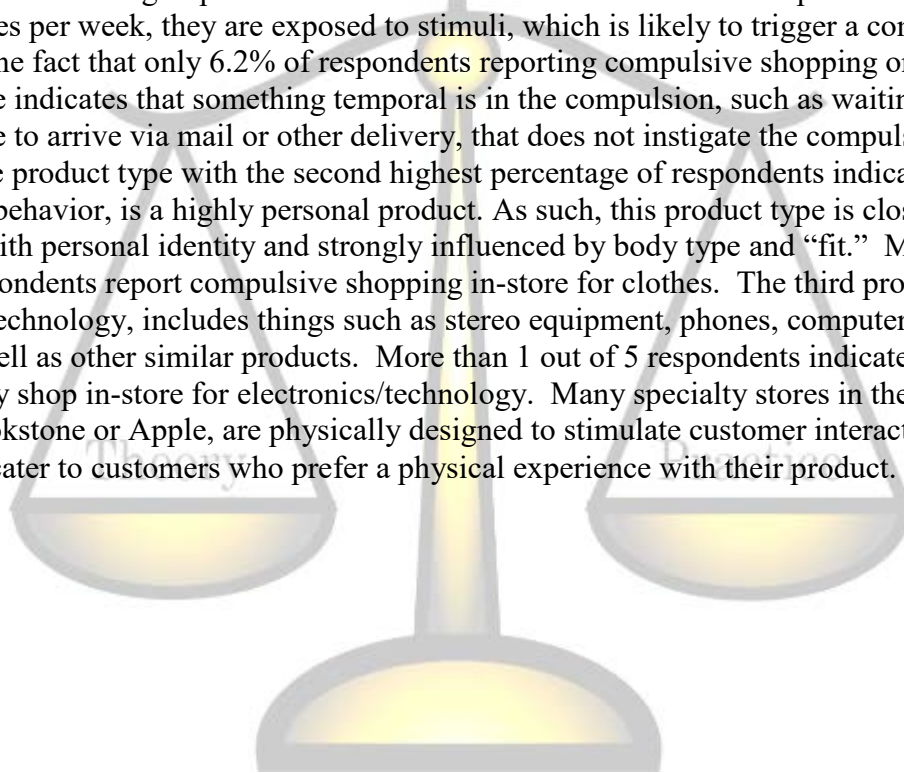 es per week, they are exposed to stimuli, which is likely to trigger a co
he fact that only 6.2% of respondents reporting compulsive shopping o
e indicates that something temporal is in the compulsion, such as waitin
e to arrive via mail or other delivery, that does not instigate the compuls
e product type with the second highest percentage of respondents indica
behavior, is a highly personal product. As such, this product type is clos
ith personal identity and strongly influenced by body type and “fit.” M
ondents report compulsive shopping in-store for clothes. The third pro
echnology, includes things such as stereo equipment, phones, computer
ell as other similar products. More than 1 out of 5 respondents indicate
y shop in-store for electronics/technology. Many specialty stores in the
okstone or Apple, are physically designed to stimulate customer interact
cater to customers who prefer a physical experience with their product.
Theory Practice